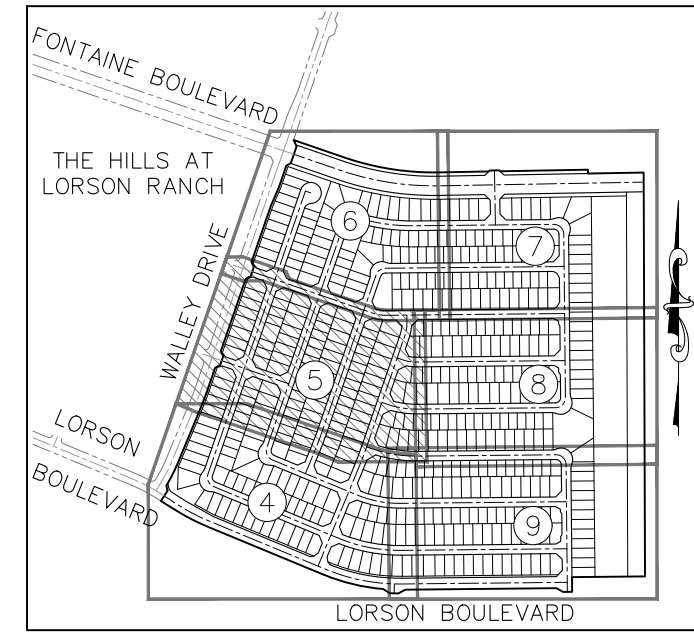 FONTAINE BOULEVARD
THE HILLS AT
LORSON RANCH
WALLEY DRIVE
6
7
5
8
LORSON
BOULEVARD
4
9
LORSON BOULEVARD